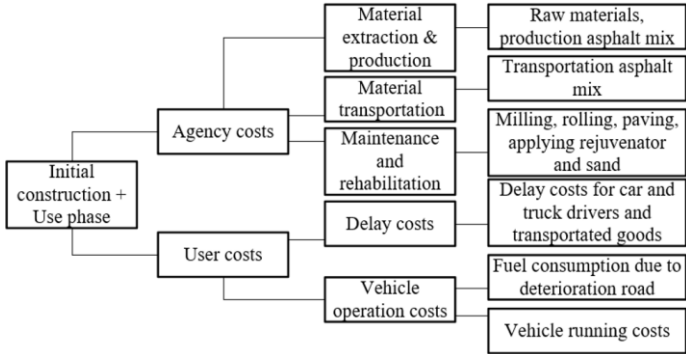 Initial
construction +
Use phase
Agency costs
User costs
Material
extraction &
production
Material
transportation
Maintenance
and
rehabilitation
Delay costs
Vehicle
operation costs
Raw materials,
production asphalt mix
Transportation asphalt
mix
Milling, rolling, paving,
applying rejuvenator
and sand
Delay costs for car and
truck drivers and
transportated goods
Fuel consumption due to
deterioration road
Vehicle running costs